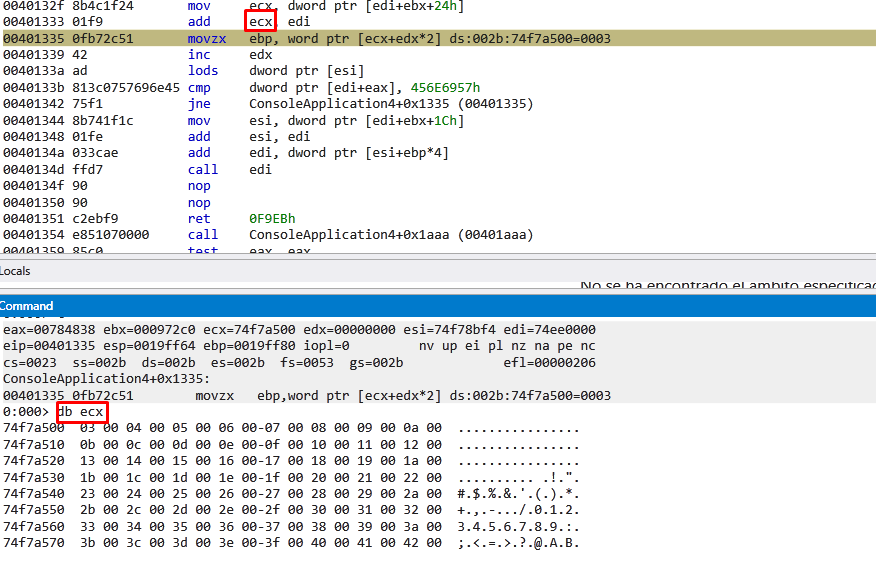 0040132f 8b4c1f24 mov ecx, dword ptr [edi+ebx+24h]
00401333 01f9 add ecx, edi
00401335 0fb72c51 movzx ebp, word ptr [ecx+edx*2] ds:002b:74f7a500=0003
00401339 42 inc edx
0040133a ad lods dword ptr [esi]
0040133b 813c0757696e45 cmp dword ptr [edi+eax], 456E6957h
00401342 75f1 jne ConsoleApplication4+0x1335 (00401335)
00401344 8b741f1c mov esi, dword ptr [edi+ebx+1Ch]
00401348 01fe add esi, edi
0040134a 033cae add edi, dword ptr [esi+ebp*4]
0040134d ffd7 call edi
0040134f 90 nop
00401350 90 nop
00401351 c2ebf9 ret 0F9EBh
00401354 e851070000 call ConsoleApplication4+0x1aaa (00401aaa)
00401359 85c0 test eax, eax
Locals
No se ha encontrado el ámbito especificad
Command
eax=00784838 ebx=000972c0 ecx=74f7a500 edx=00000000 esi=74f78bf4 edi=74ee0000
eip=00401335 esp=0019ff64 ebp=0019ff80 iopl=0 nv up ei pl nz na pe nc
cs=0023 ss=002b ds=002b es=002b fs=0053 gs=002b efl=00000206
ConsoleApplication4+0x1335:
00401335 0fb72c51 movzx ebp,word ptr [ecx+edx*2] ds:002b:74f7a500=0003
0:000> db ecx
74f7a500 03 00 04 00 05 00 06 00-07 00 08 00 09 00 0a 00 ................
74f7a510 0b 00 0c 00 0d 00 0e 00-0f 00 10 00 11 00 12 00 ................
74f7a520 13 00 14 00 15 00 16 00-17 00 18 00 19 00 1a 00 ................
74f7a530 1b 00 1c 00 1d 00 1e 00-1f 00 20 00 21 00 22 00 .......... .!.".
74f7a540 23 00 24 00 25 00 26 00-27 00 28 00 29 00 2a 00 #.$.%.&.'.(.).*.
74f7a550 2b 00 2c 00 2d 00 2e 00-2f 00 30 00 31 00 32 00 +.,.-.../.0.1.2.
74f7a560 33 00 34 00 35 00 36 00-37 00 38 00 39 00 3a 00 3.4.5.6.7.8.9.:.
74f7a570 3b 00 3c 00 3d 00 3e 00-3f 00 40 00 41 00 42 00 ;.<.=.>.?.@.A.B.